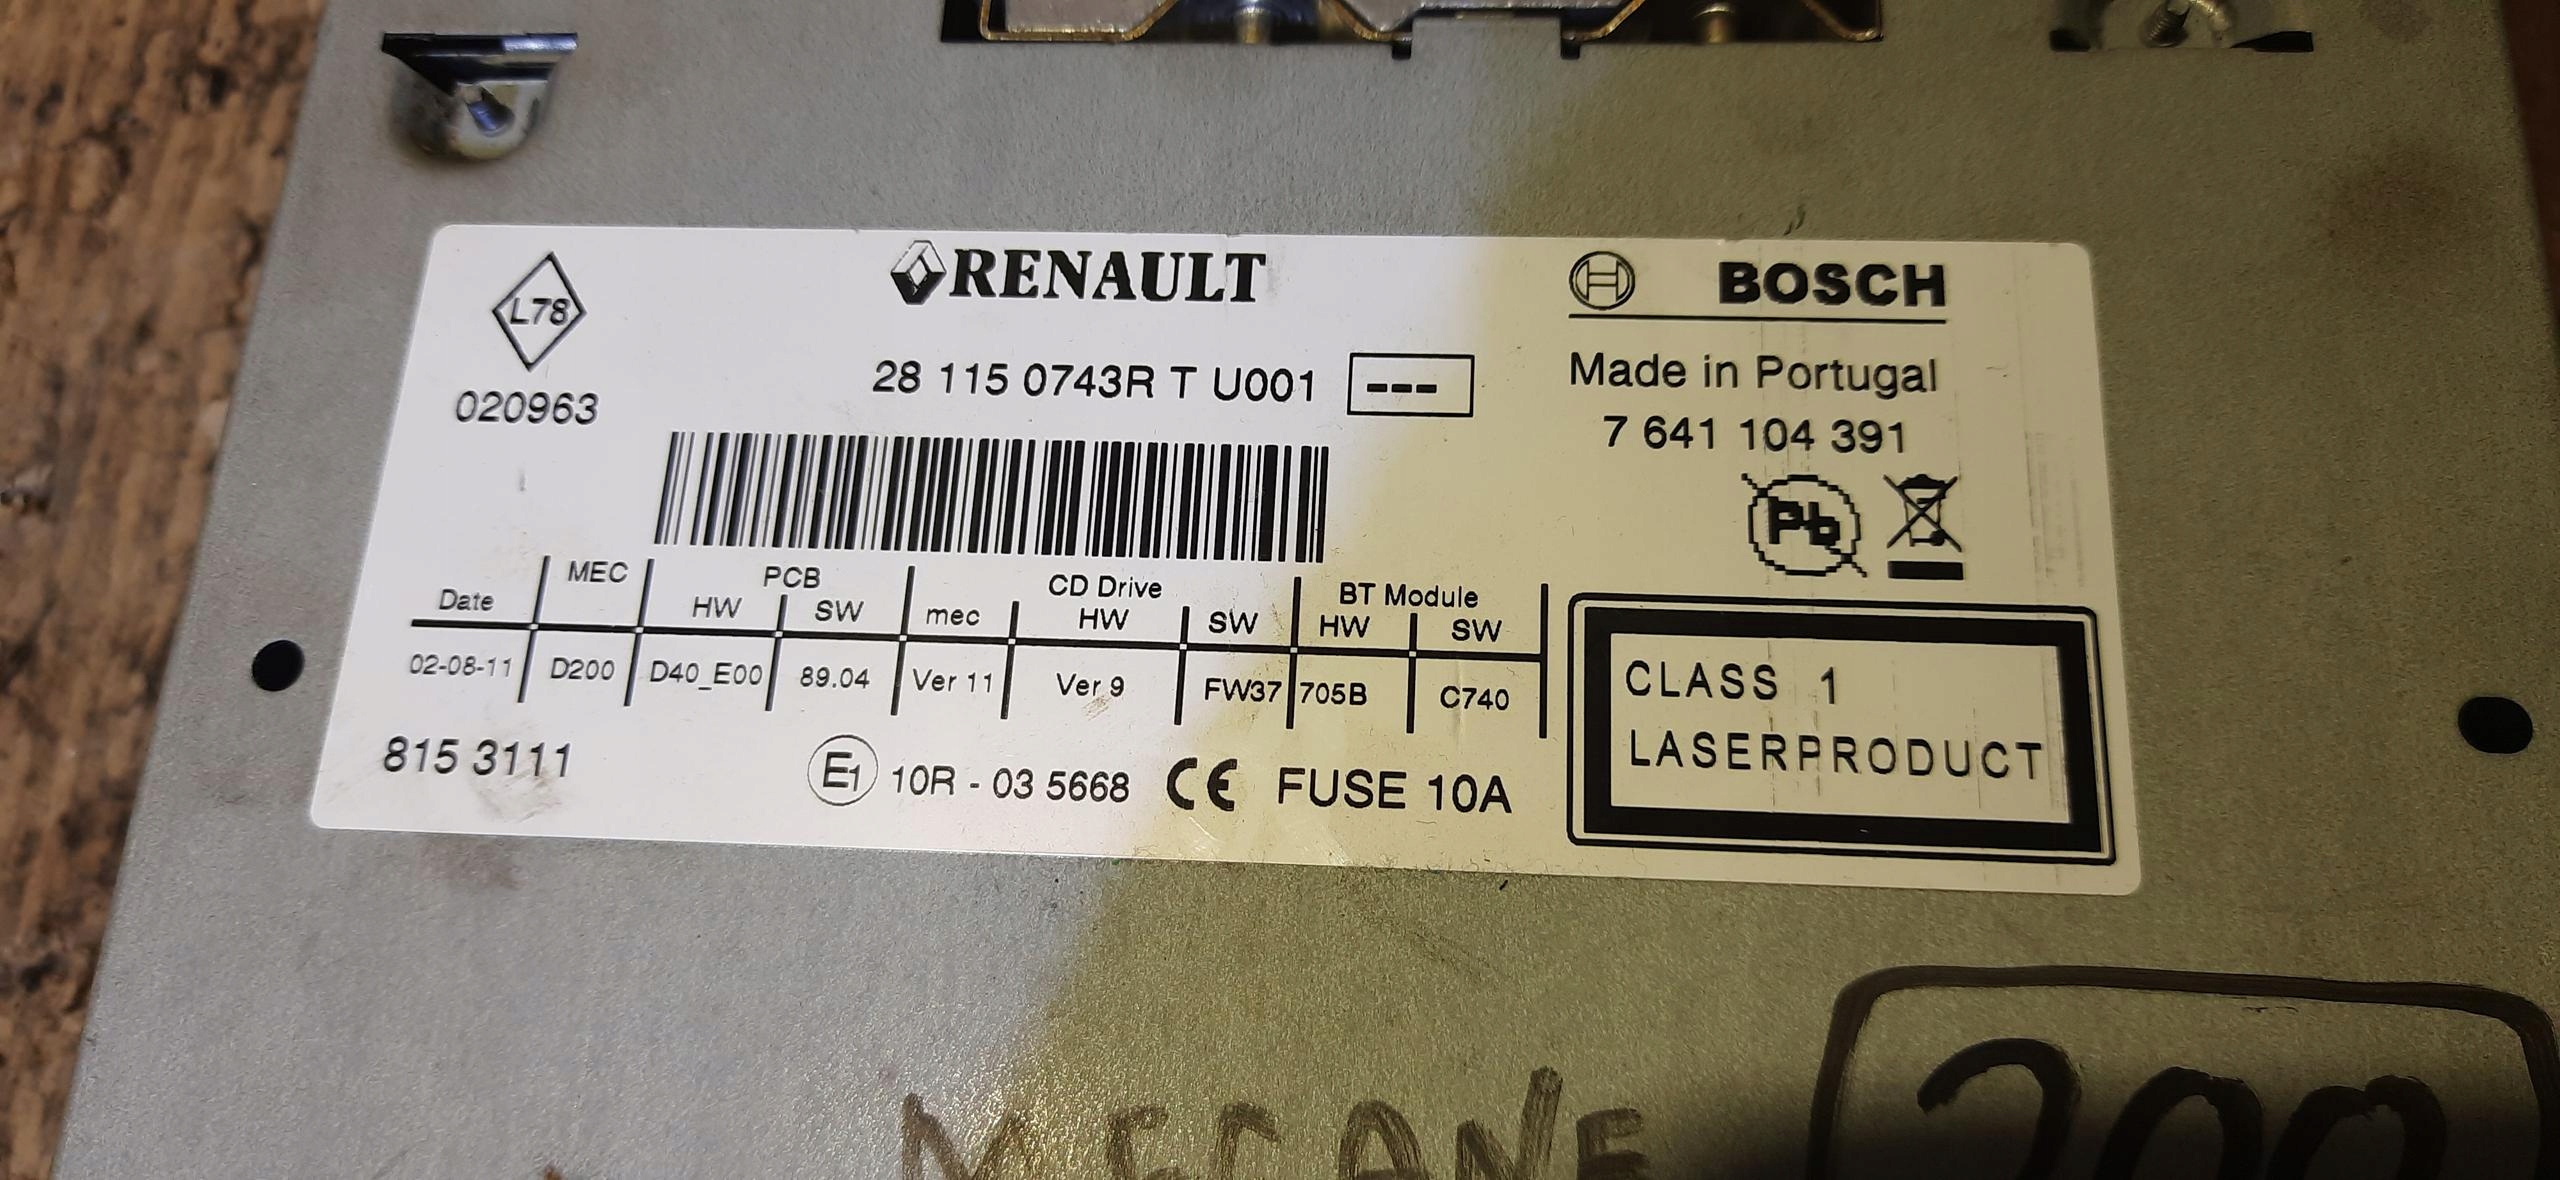 L78
020963
RENAULT
28 115 0743R T U001 ---
BOSCH
Made in Portugal
7 641 104 391
Pb
Date MEC PCB CD Drive BT Module
HW SW mec HW SW HW SW
02-08-11 D200 D40_E00 89.04 Ver 11 Ver 9 FW37 705B C740
815 3111
E1 10R - 03 5668 CE FUSE 10A
CLASS 1
LASERPRODUCT
MEGANE
200